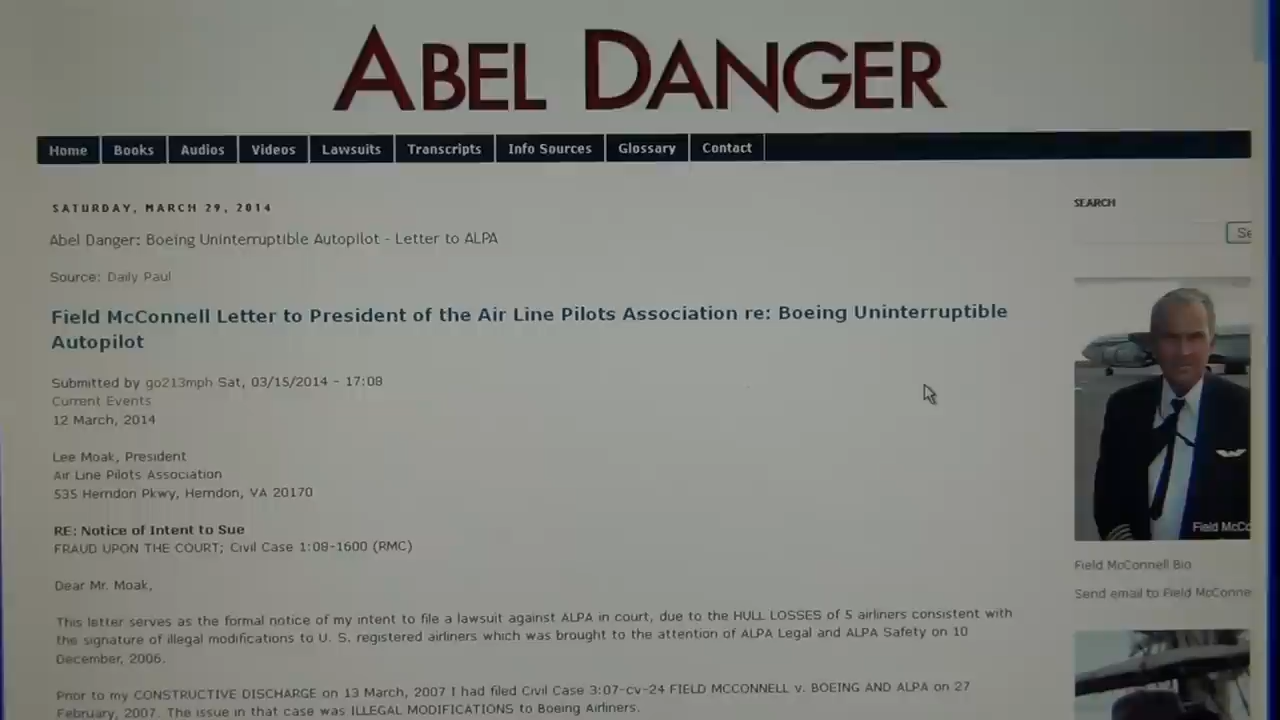 ABEL DANGER
Home Books Audios Videos Lawsuits Transcripts Info Sources Glossary Contact
SATURDAY, MARCH 29, 2014
SEARCH
Abel Danger: Boeing Uninterruptible Autopilot - Letter to ALPA
Source: Daily Paul
Field McConnell Letter to President of the Air Line Pilots Association re: Boeing Uninterruptible
Autopilot
Submitted by go213mph Sat, 03/15/2014 - 17:08
Current Events
12 March, 2014
Lee Moak, President
Air Line Pilots Association
535 Herndon Pkwy, Herndon, VA 20170
RE: Notice of Intent to Sue
FRAUD UPON THE COURT; Civil Case 1:08-1600 (RMC)
Dear Mr. Moak,
This letter serves as the formal notice of my intent to file a lawsuit against ALPA in court, due to the HULL LOSSES of 5 airliners consistent with
the signature of illegal modifications to U. S. registered airliners which was brought to the attention of ALPA Legal and ALPA Safety on 10
December, 2006.
Prior to my CONSTRUCTIVE DISCHARGE on 13 March, 2007 I had filed Civil Case 3:07-cv-24 FIELD MCCONNELL v. BOEING AND ALPA on 27
February, 2007. The issue in that case was ILLEGAL MODIFICATIONS to Boeing Airliners.
Field McCo
Field McConnell Bio
Send email to Field McConne